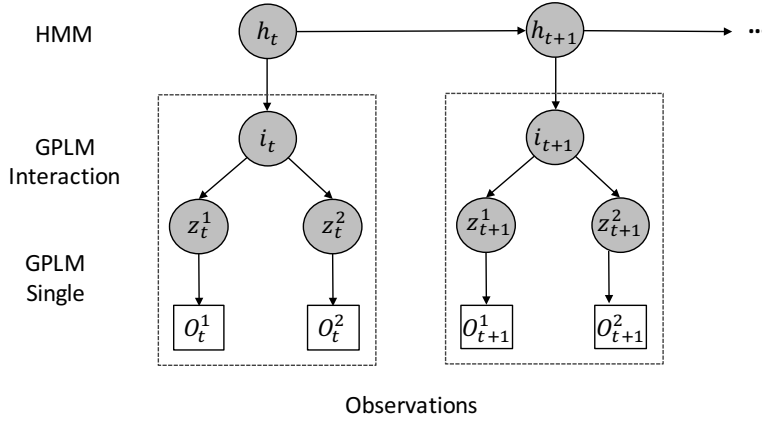 HMM
h_t
h_{t+1}
...
GPLM
Interaction
i_t
i_{t+1}
z_t^1
z_t^2
z_{t+1}^1
z_{t+1}^2
GPLM
Single
O_t^1
O_t^2
O_{t+1}^1
O_{t+1}^2
Observations